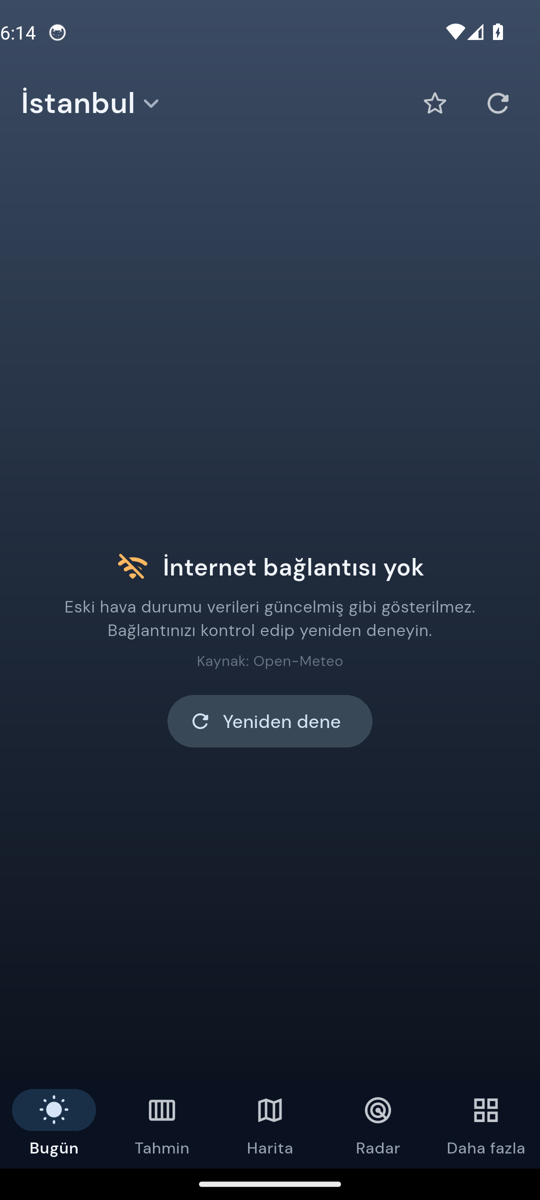 6:14
İstanbul
İnternet bağlantısı yok
Eski hava durumu verileri güncelmiş gibi gösterilmez.
Bağlantınızı kontrol edip yeniden deneyin.
Kaynak: Open-Meteo
Yeniden dene
Bugün Tahmin Harita Radar Daha fazla